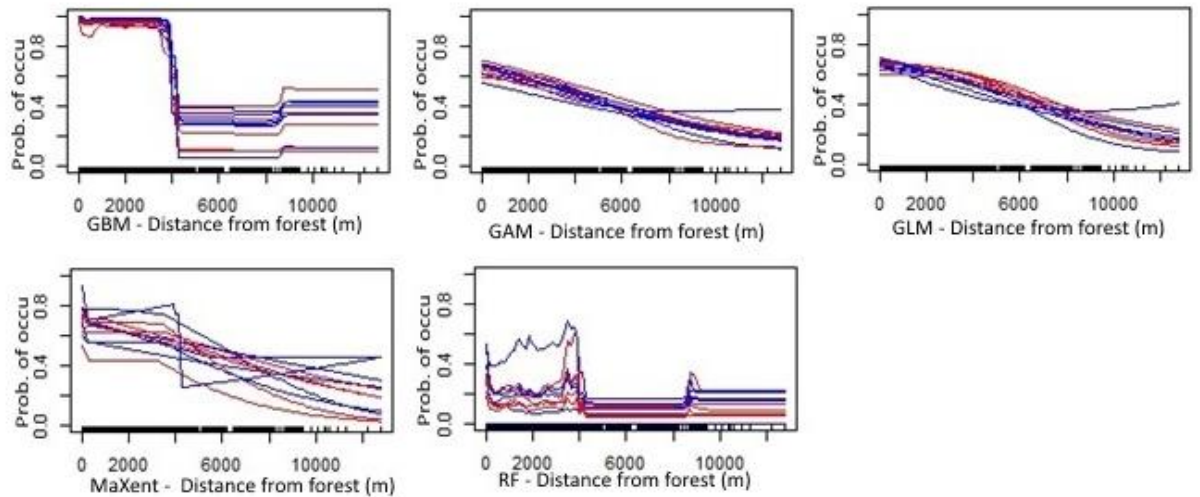 Prob. of occu
0.0 0.4 0.8
0 2000 6000 10000
GBM - Distance from forest (m)
Prob. of occu
0.0 0.4 0.8
0 2000 6000 10000
GAM - Distance from forest (m)
Prob. of occu
0.0 0.4 0.8
0 2000 6000 10000
GLM - Distance from forest (m)
Prob. of occu
0.0 0.4 0.8
0 2000 6000 10000
MaXent - Distance from forest (m)
Prob. of occu
0.0 0.4 0.8
0 2000 6000 10000
RF - Distance from forest (m)